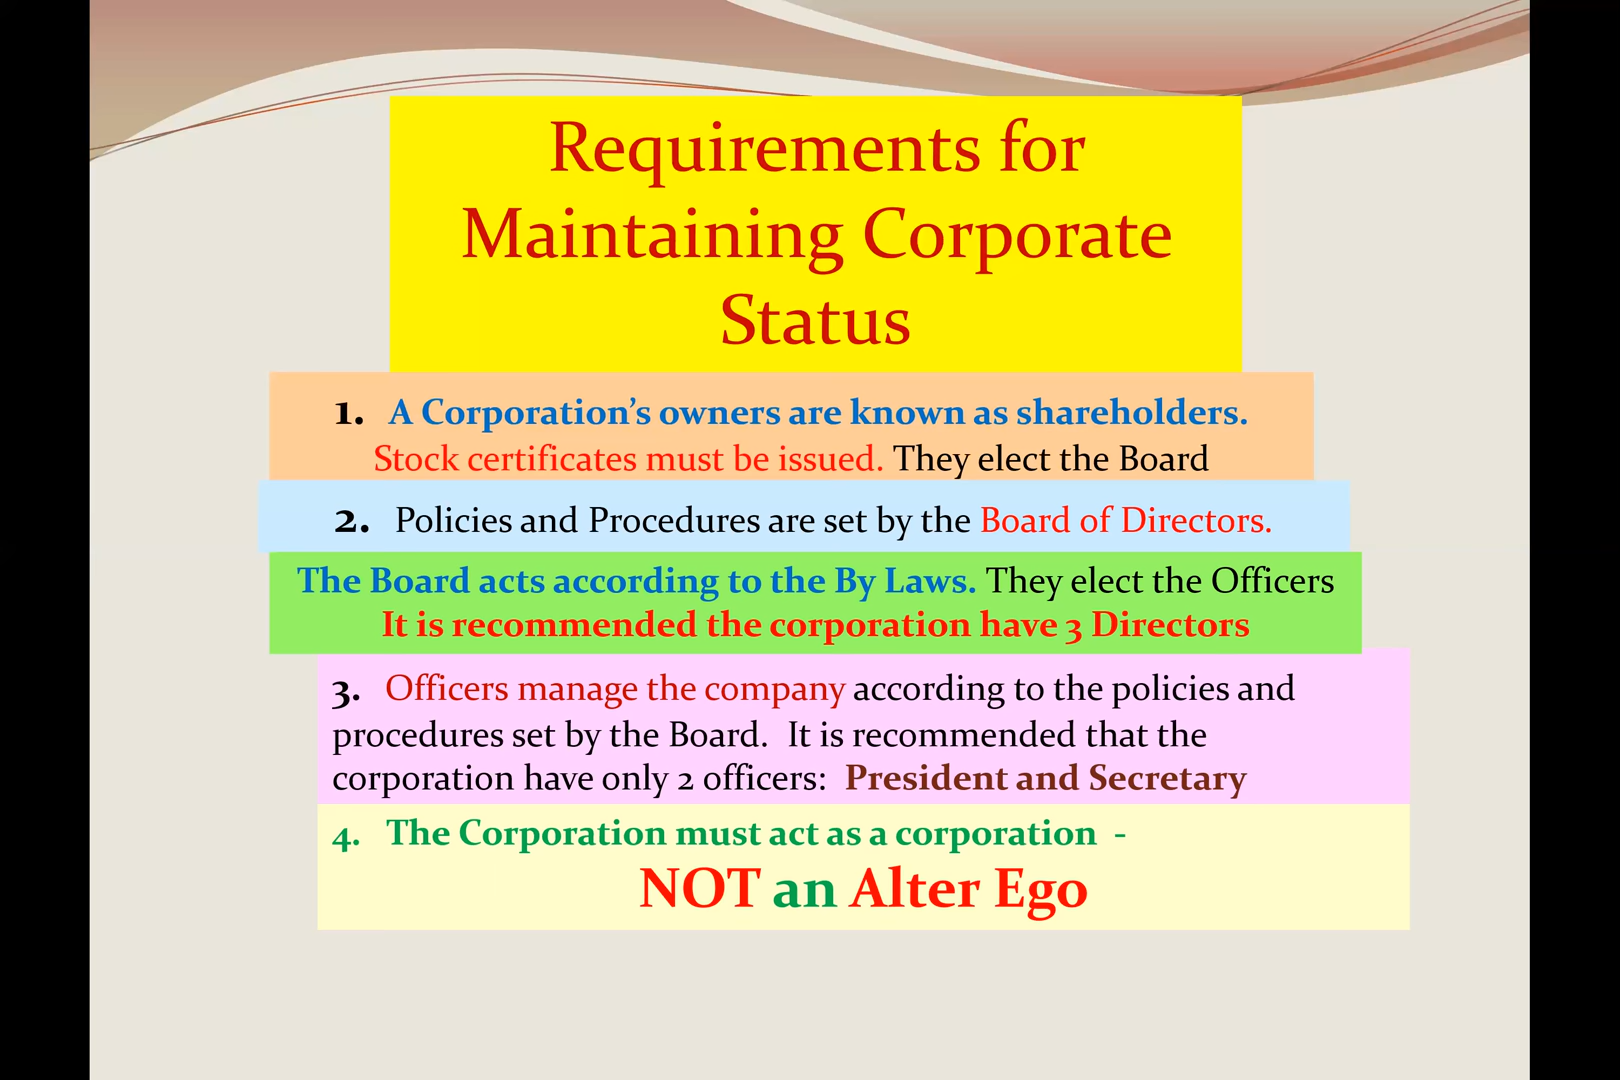 Requirements for
Maintaining Corporate
Status
1. A Corporation’s owners are known as shareholders.
Stock certificates must be issued. They elect the Board
2. Policies and Procedures are set by the Board of Directors.
The Board acts according to the By Laws. They elect the Officers
It is recommended the corporation have 3 Directors
3. Officers manage the company according to the policies and
procedures set by the Board. It is recommended that the
corporation have only 2 officers: President and Secretary
4. The Corporation must act as a corporation -
NOT an Alter Ego